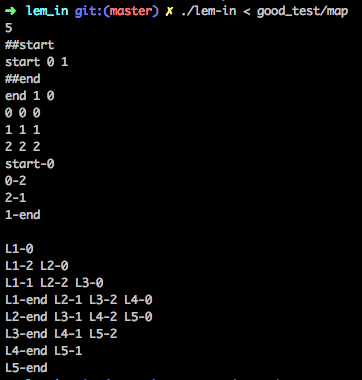 ➜ lem_in git:(master) ✗ ./lem-in < good_test/map
5
##start
start 0 1
##end
end 1 0
0 0 0
1 1 1
2 2 2
start-0
0-2
2-1
1-end

L1-0
L1-2 L2-0
L1-1 L2-2 L3-0
L1-end L2-1 L3-2 L4-0
L2-end L3-1 L4-2 L5-0
L3-end L4-1 L5-2
L4-end L5-1
L5-end